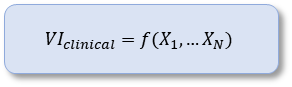 VI_clinical = f(X_1, … X_N)